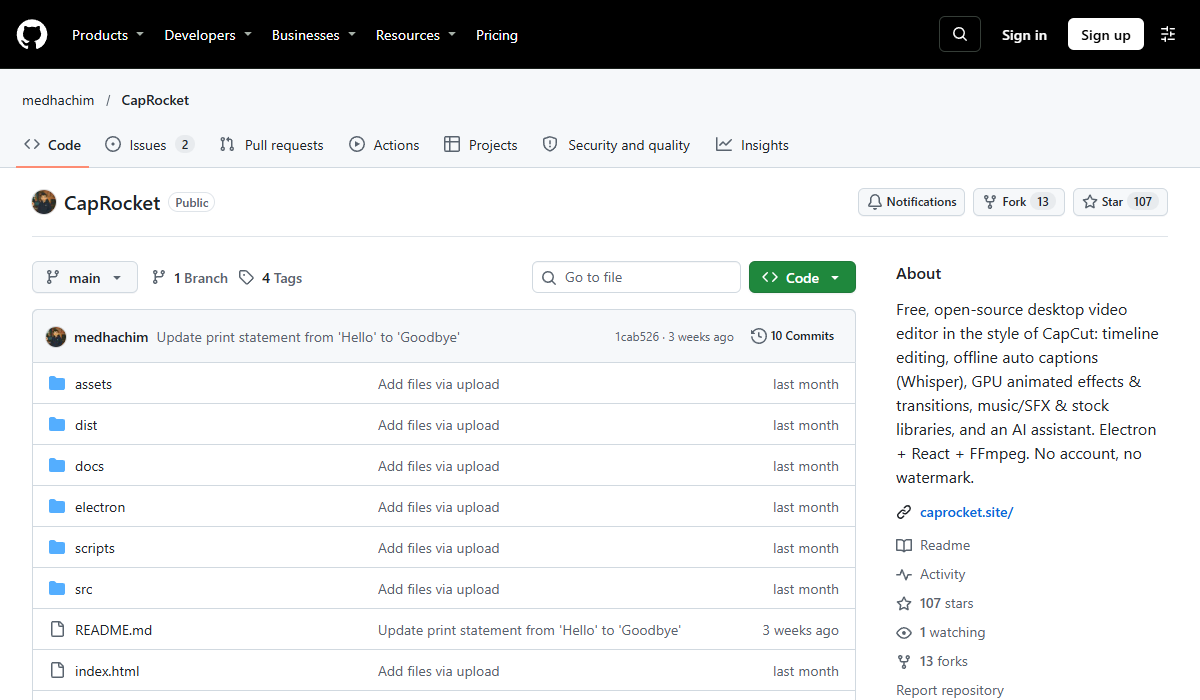 Products Developers Businesses Resources Pricing Sign in Sign up
medhachim / CapRocket
Code Issues 2 Pull requests Actions Projects Security and quality Insights
CapRocket Public Notifications Fork 13 Star 107
main 1 Branch 4 Tags Go to file Code
medhachim Update print statement from 'Hello' to 'Goodbye' 1cab526 · 3 weeks ago 10 Commits
assets Add files via upload last month
dist Add files via upload last month
docs Add files via upload last month
electron Add files via upload last month
scripts Add files via upload last month
src Add files via upload last month
README.md Update print statement from 'Hello' to 'Goodbye' 3 weeks ago
index.html Add files via upload last month
About
Free, open-source desktop video
editor in the style of CapCut: timeline
editing, offline auto captions
(Whisper), GPU animated effects &
transitions, music/SFX & stock
libraries, and an AI assistant. Electron
+ React + FFmpeg. No account, no
watermark.
caprocket.site/
Readme
Activity
107 stars
1 watching
13 forks
Report repository